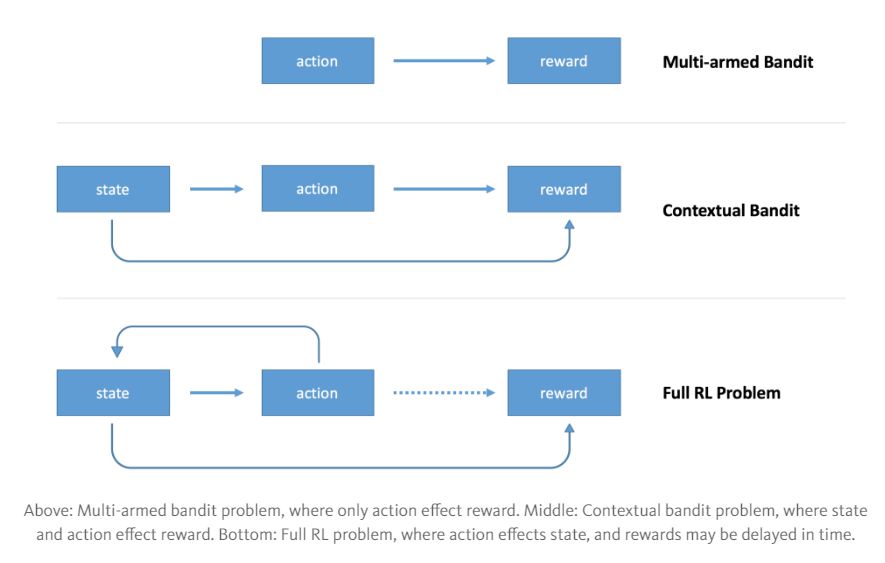 action
reward
Multi-armed Bandit
state
action
reward
Contextual Bandit
state
action
reward
Full RL Problem
Above: Multi-armed bandit problem, where only action effect reward. Middle: Contextual bandit problem, where state
and action effect reward. Bottom: Full RL problem, where action effects state, and rewards may be delayed in time.